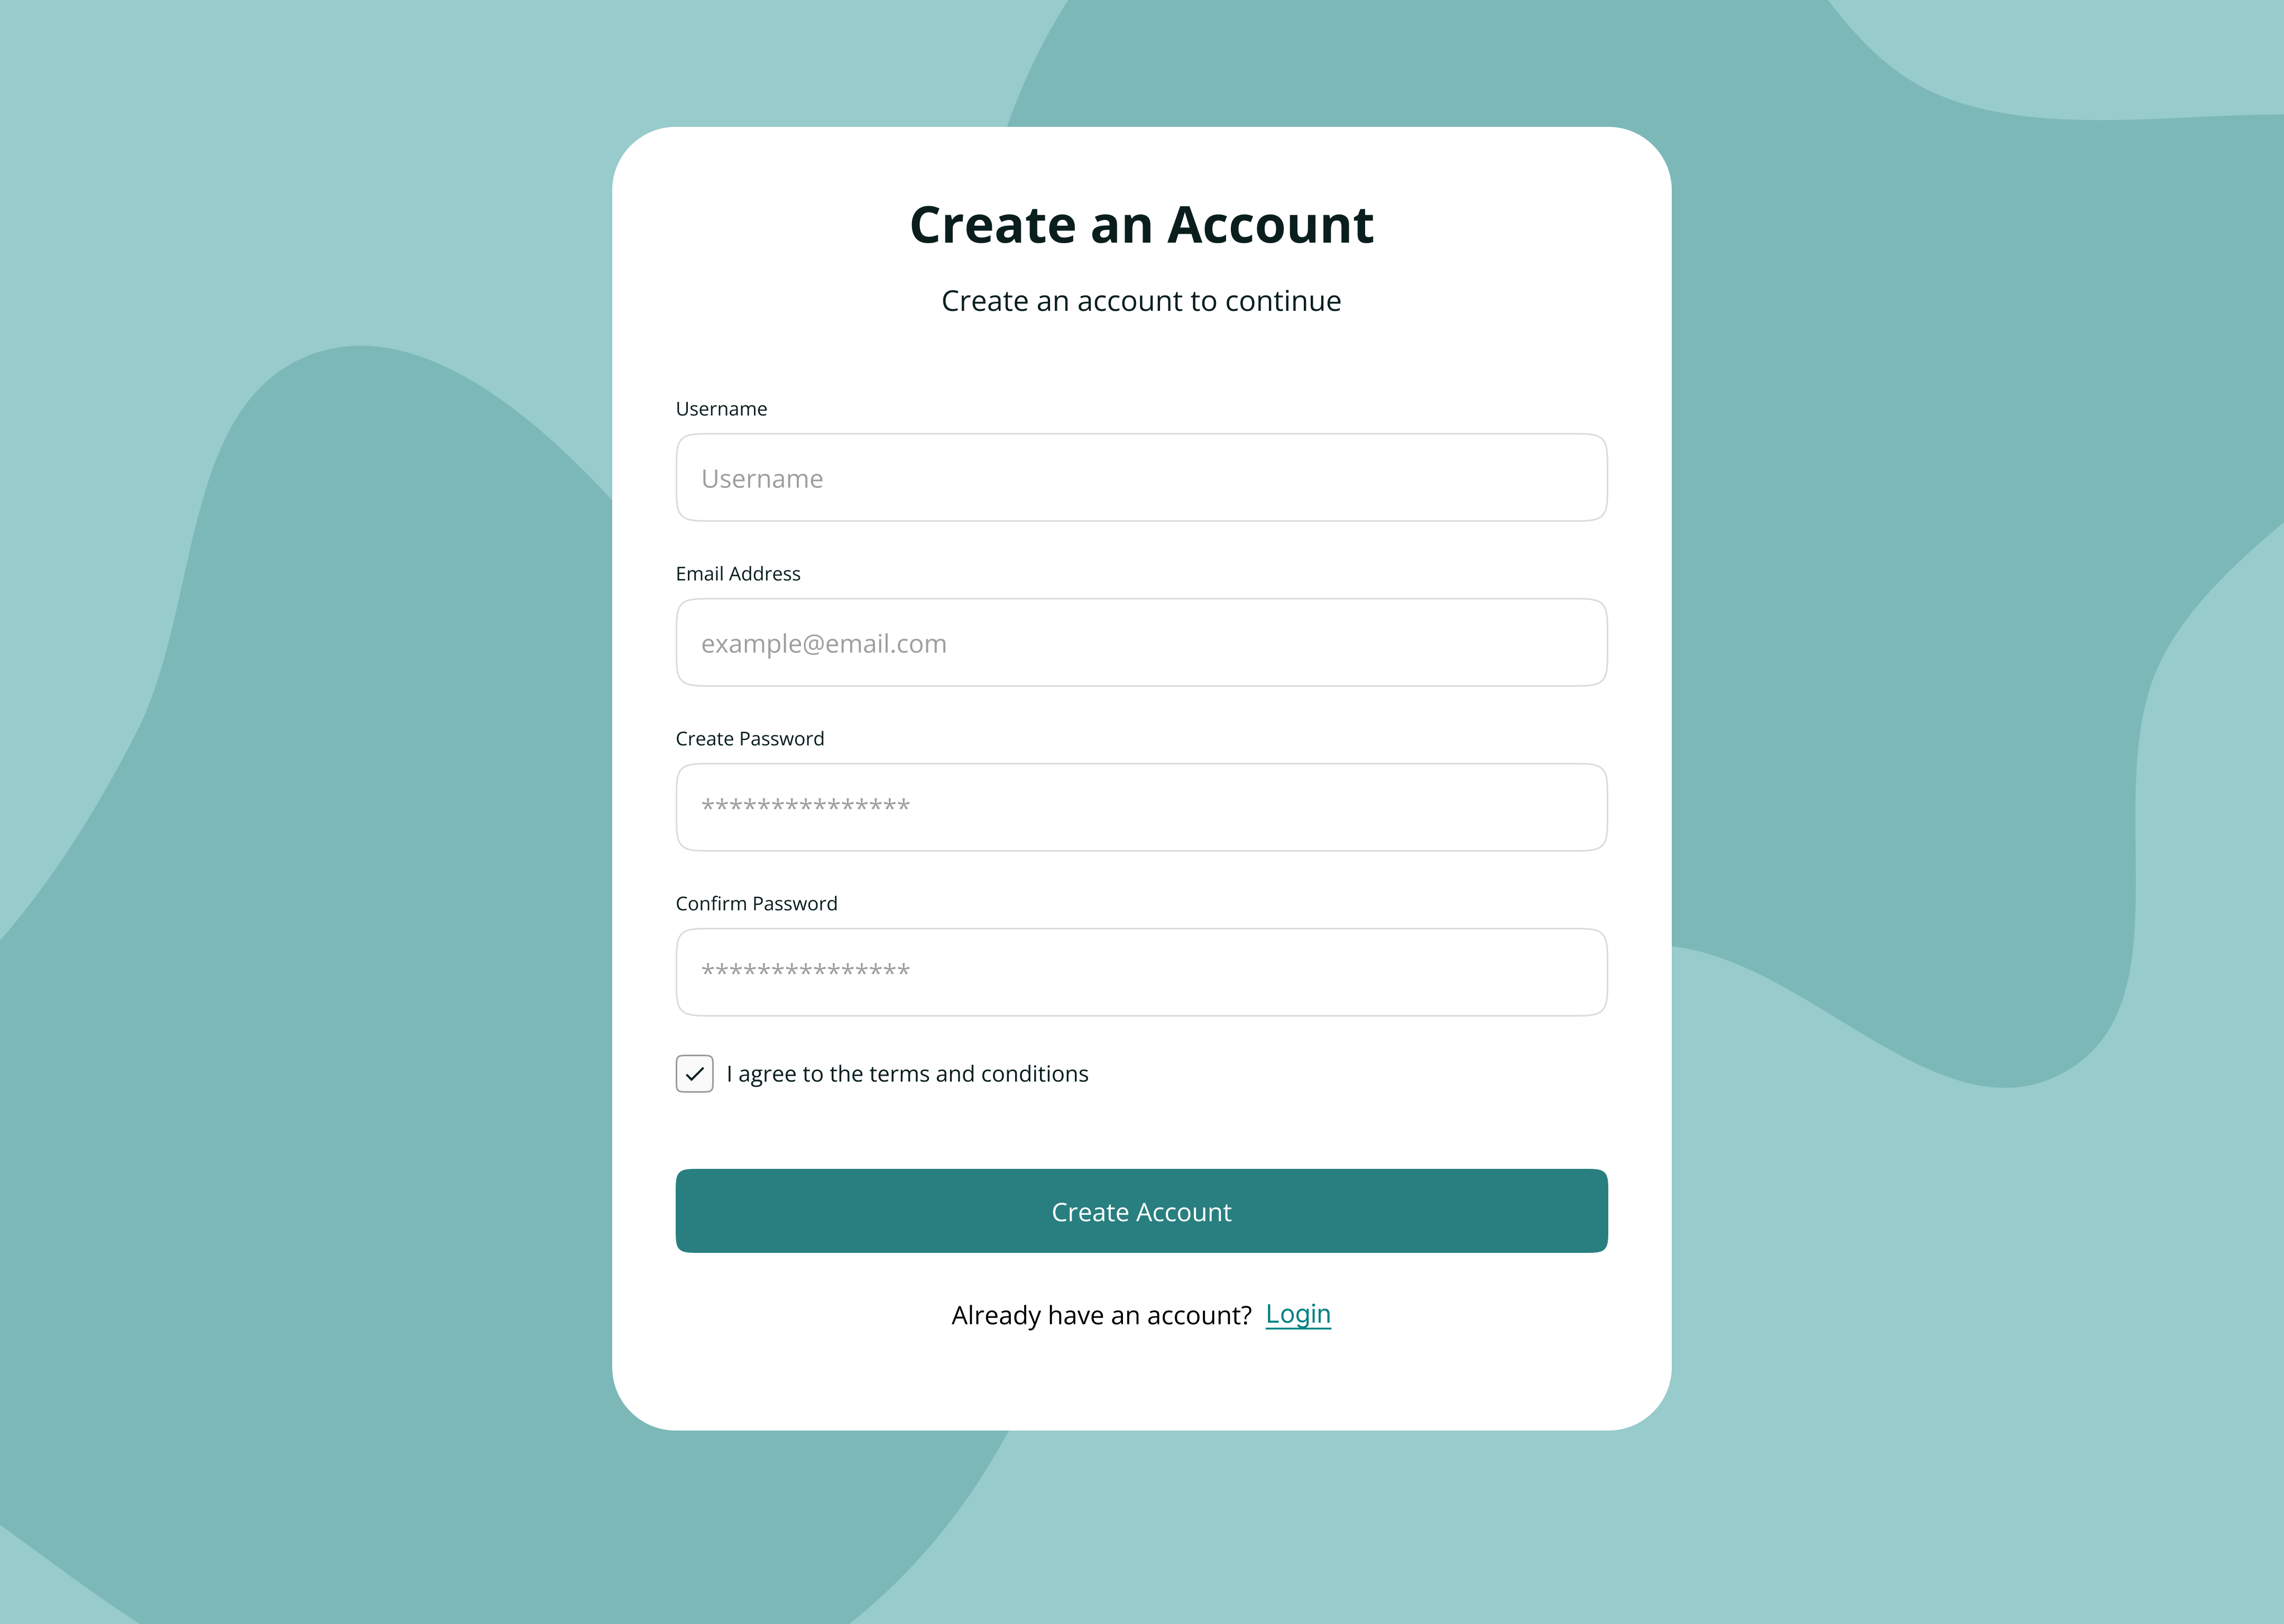 Create an Account
Create an account to continue
Username
Username
Email Address
example@email.com
Create Password
***************
Confirm Password
***************
I agree to the terms and conditions
Create Account
Already have an account? Login